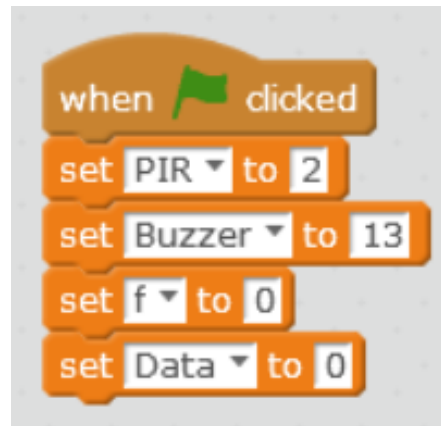 when clicked
set PIR to 2
set Buzzer to 13
set f to 0
set Data to 0